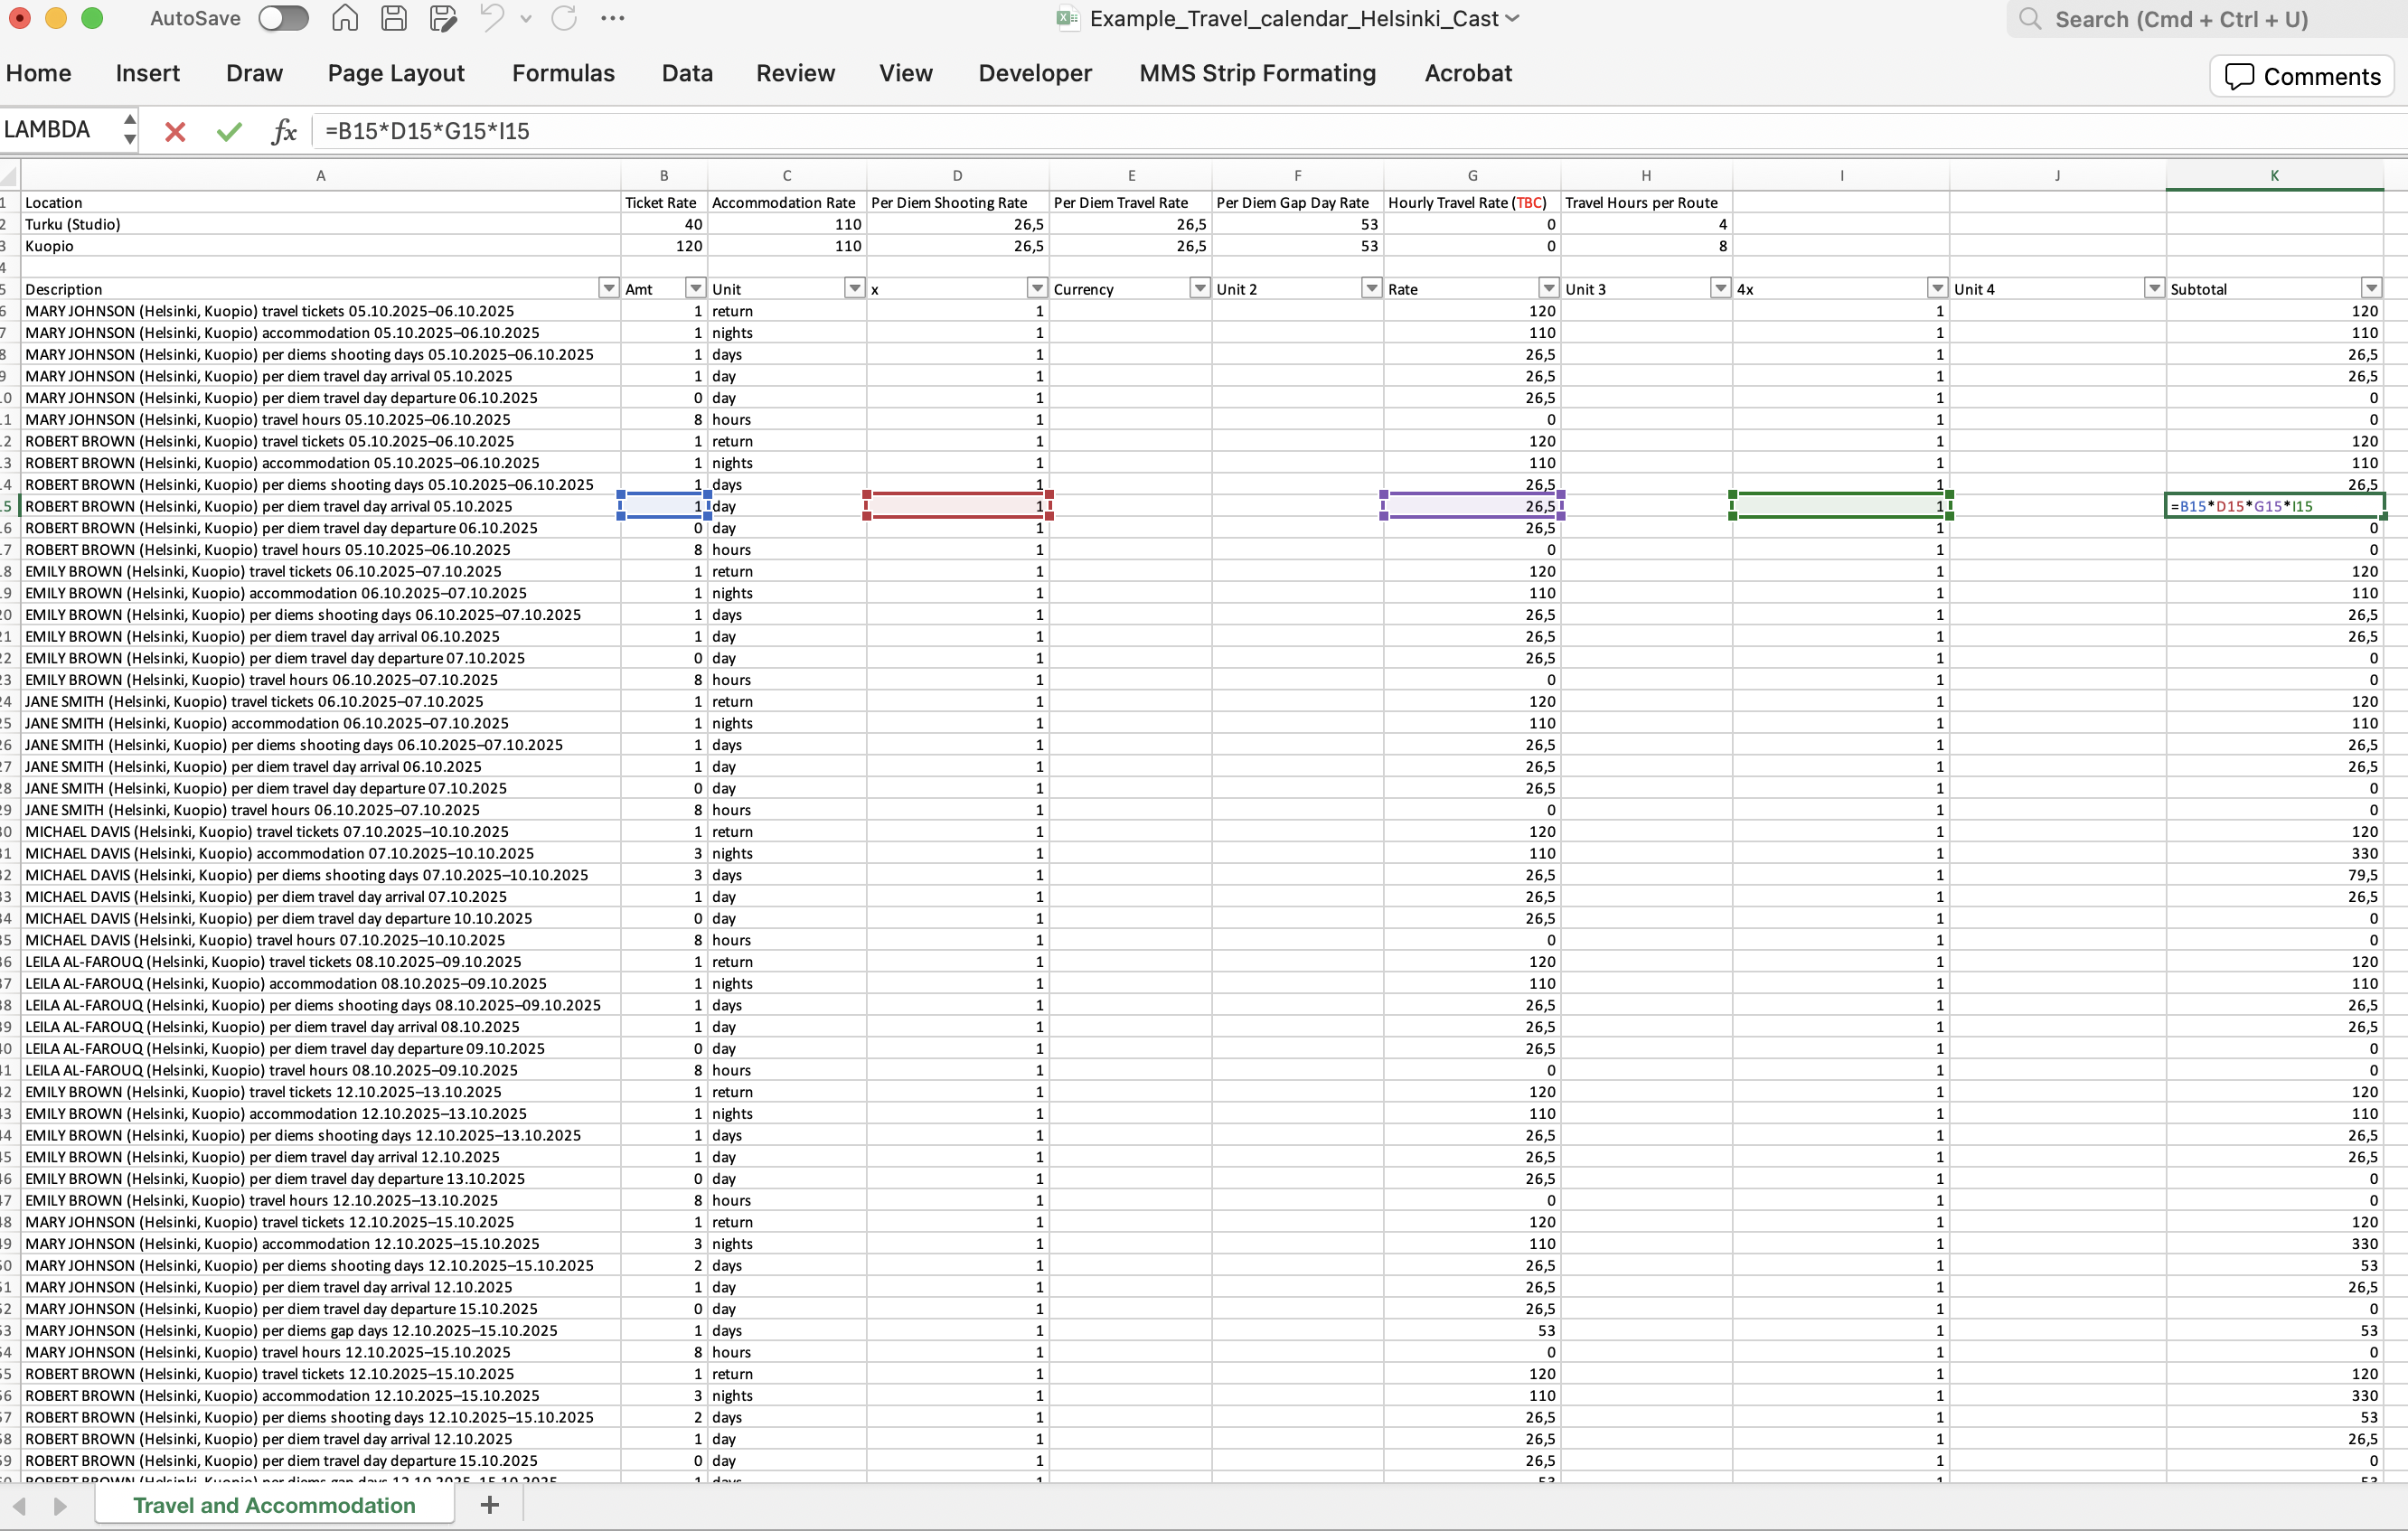 AutoSave Example_Travel_calendar_Helsinki_Cast Search (Cmd + Ctrl + U)
Home Insert Draw Page Layout Formulas Data Review View Developer MMS Strip Formating Acrobat Comments
LAMBDA fx =B15*D15*G15*I15
A B C D E F G H I J K
1 Location Ticket Rate Accommodation Rate Per Diem Shooting Rate Per Diem Travel Rate Per Diem Gap Day Rate Hourly Travel Rate (TBC) Travel Hours per Route
2 Turku (Studio) 40 110 26,5 26,5 53 0 4
3 Kuopio 120 110 26,5 26,5 53 0 8
4
5 Description Amt Unit x Currency Unit 2 Rate Unit 3 4x Unit 4 Subtotal
6 MARY JOHNSON (Helsinki, Kuopio) travel tickets 05.10.2025–06.10.2025 1 return 1 120 1 120
7 MARY JOHNSON (Helsinki, Kuopio) accommodation 05.10.2025–06.10.2025 1 nights 1 110 1 110
8 MARY JOHNSON (Helsinki, Kuopio) per diems shooting days 05.10.2025–06.10.2025 1 days 1 26,5 1 26,5
9 MARY JOHNSON (Helsinki, Kuopio) per diem travel day arrival 05.10.2025 1 day 1 26,5 1 26,5
0 MARY JOHNSON (Helsinki, Kuopio) per diem travel day departure 06.10.2025 0 day 1 26,5 1 0
1 MARY JOHNSON (Helsinki, Kuopio) travel hours 05.10.2025–06.10.2025 8 hours 1 0 1 0
2 ROBERT BROWN (Helsinki, Kuopio) travel tickets 05.10.2025–06.10.2025 1 return 1 120 1 120
3 ROBERT BROWN (Helsinki, Kuopio) accommodation 05.10.2025–06.10.2025 1 nights 1 110 1 110
4 ROBERT BROWN (Helsinki, Kuopio) per diems shooting days 05.10.2025–06.10.2025 1 days 1 26,5 1 26,5
5 ROBERT BROWN (Helsinki, Kuopio) per diem travel day arrival 05.10.2025 1 day 1 26,5 1 =B15*D15*G15*I15
6 ROBERT BROWN (Helsinki, Kuopio) per diem travel day departure 06.10.2025 0 day 1 26,5 1 0
7 ROBERT BROWN (Helsinki, Kuopio) travel hours 05.10.2025–06.10.2025 8 hours 1 0 1 0
8 EMILY BROWN (Helsinki, Kuopio) travel tickets 06.10.2025–07.10.2025 1 return 1 120 1 120
9 EMILY BROWN (Helsinki, Kuopio) accommodation 06.10.2025–07.10.2025 1 nights 1 110 1 110
20 EMILY BROWN (Helsinki, Kuopio) per diems shooting days 06.10.2025–07.10.2025 1 days 1 26,5 1 26,5
21 EMILY BROWN (Helsinki, Kuopio) per diem travel day arrival 06.10.2025 1 day 1 26,5 1 26,5
22 EMILY BROWN (Helsinki, Kuopio) per diem travel day departure 07.10.2025 0 day 1 26,5 1 0
23 EMILY BROWN (Helsinki, Kuopio) travel hours 06.10.2025–07.10.2025 8 hours 1 0 1 0
24 JANE SMITH (Helsinki, Kuopio) travel tickets 06.10.2025–07.10.2025 1 return 1 120 1 120
25 JANE SMITH (Helsinki, Kuopio) accommodation 06.10.2025–07.10.2025 1 nights 1 110 1 110
26 JANE SMITH (Helsinki, Kuopio) per diems shooting days 06.10.2025–07.10.2025 1 days 1 26,5 1 26,5
27 JANE SMITH (Helsinki, Kuopio) per diem travel day arrival 06.10.2025 1 day 1 26,5 1 26,5
28 JANE SMITH (Helsinki, Kuopio) per diem travel day departure 07.10.2025 0 day 1 26,5 1 0
29 JANE SMITH (Helsinki, Kuopio) travel hours 06.10.2025–07.10.2025 8 hours 1 0 1 0
30 MICHAEL DAVIS (Helsinki, Kuopio) travel tickets 07.10.2025–10.10.2025 1 return 1 120 1 120
31 MICHAEL DAVIS (Helsinki, Kuopio) accommodation 07.10.2025–10.10.2025 3 nights 1 110 1 330
32 MICHAEL DAVIS (Helsinki, Kuopio) per diems shooting days 07.10.2025–10.10.2025 3 days 1 26,5 1 79,5
33 MICHAEL DAVIS (Helsinki, Kuopio) per diem travel day arrival 07.10.2025 1 day 1 26,5 1 26,5
34 MICHAEL DAVIS (Helsinki, Kuopio) per diem travel day departure 10.10.2025 0 day 1 26,5 1 0
35 MICHAEL DAVIS (Helsinki, Kuopio) travel hours 07.10.2025–10.10.2025 8 hours 1 0 1 0
36 LEILA AL-FAROUQ (Helsinki, Kuopio) travel tickets 08.10.2025–09.10.2025 1 return 1 120 1 120
37 LEILA AL-FAROUQ (Helsinki, Kuopio) accommodation 08.10.2025–09.10.2025 1 nights 1 110 1 110
38 LEILA AL-FAROUQ (Helsinki, Kuopio) per diems shooting days 08.10.2025–09.10.2025 1 days 1 26,5 1 26,5
39 LEILA AL-FAROUQ (Helsinki, Kuopio) per diem travel day arrival 08.10.2025 1 day 1 26,5 1 26,5
40 LEILA AL-FAROUQ (Helsinki, Kuopio) per diem travel day departure 09.10.2025 0 day 1 26,5 1 0
41 LEILA AL-FAROUQ (Helsinki, Kuopio) travel hours 08.10.2025–09.10.2025 8 hours 1 0 1 0
42 EMILY BROWN (Helsinki, Kuopio) travel tickets 12.10.2025–13.10.2025 1 return 1 120 1 120
43 EMILY BROWN (Helsinki, Kuopio) accommodation 12.10.2025–13.10.2025 1 nights 1 110 1 110
44 EMILY BROWN (Helsinki, Kuopio) per diems shooting days 12.10.2025–13.10.2025 1 days 1 26,5 1 26,5
45 EMILY BROWN (Helsinki, Kuopio) per diem travel day arrival 12.10.2025 1 day 1 26,5 1 26,5
46 EMILY BROWN (Helsinki, Kuopio) per diem travel day departure 13.10.2025 0 day 1 26,5 1 0
47 EMILY BROWN (Helsinki, Kuopio) travel hours 12.10.2025–13.10.2025 8 hours 1 0 1 0
48 MARY JOHNSON (Helsinki, Kuopio) travel tickets 12.10.2025–15.10.2025 1 return 1 120 1 120
49 MARY JOHNSON (Helsinki, Kuopio) accommodation 12.10.2025–15.10.2025 3 nights 1 110 1 330
50 MARY JOHNSON (Helsinki, Kuopio) per diems shooting days 12.10.2025–15.10.2025 2 days 1 26,5 1 53
51 MARY JOHNSON (Helsinki, Kuopio) per diem travel day arrival 12.10.2025 1 day 1 26,5 1 26,5
52 MARY JOHNSON (Helsinki, Kuopio) per diem travel day departure 15.10.2025 0 day 1 26,5 1 0
53 MARY JOHNSON (Helsinki, Kuopio) per diems gap days 12.10.2025–15.10.2025 1 days 1 53 1 53
54 MARY JOHNSON (Helsinki, Kuopio) travel hours 12.10.2025–15.10.2025 8 hours 1 0 1 0
55 ROBERT BROWN (Helsinki, Kuopio) travel tickets 12.10.2025–15.10.2025 1 return 1 120 1 120
56 ROBERT BROWN (Helsinki, Kuopio) accommodation 12.10.2025–15.10.2025 3 nights 1 110 1 330
57 ROBERT BROWN (Helsinki, Kuopio) per diems shooting days 12.10.2025–15.10.2025 2 days 1 26,5 1 53
58 ROBERT BROWN (Helsinki, Kuopio) per diem travel day arrival 12.10.2025 1 day 1 26,5 1 26,5
59 ROBERT BROWN (Helsinki, Kuopio) per diem travel day departure 15.10.2025 0 day 1 26,5 1 0
ROBERT BROWN (Helsinki, Kuopio) per diems gap days 12.10.2025–15.10.2025 1 days 1 53 1 53
Travel and Accommodation